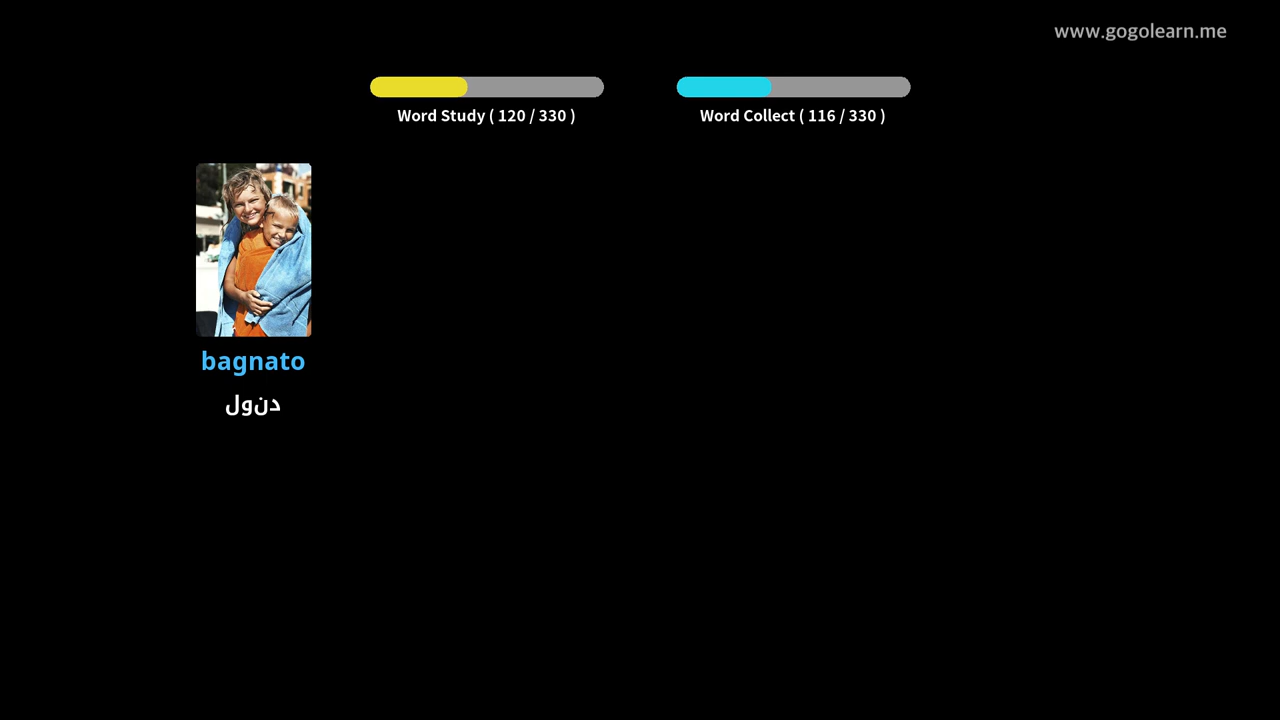 www.gogolearn.me
Word Study ( 120 / 330 )
Word Collect ( 116 / 330 )
bagnato
دنول